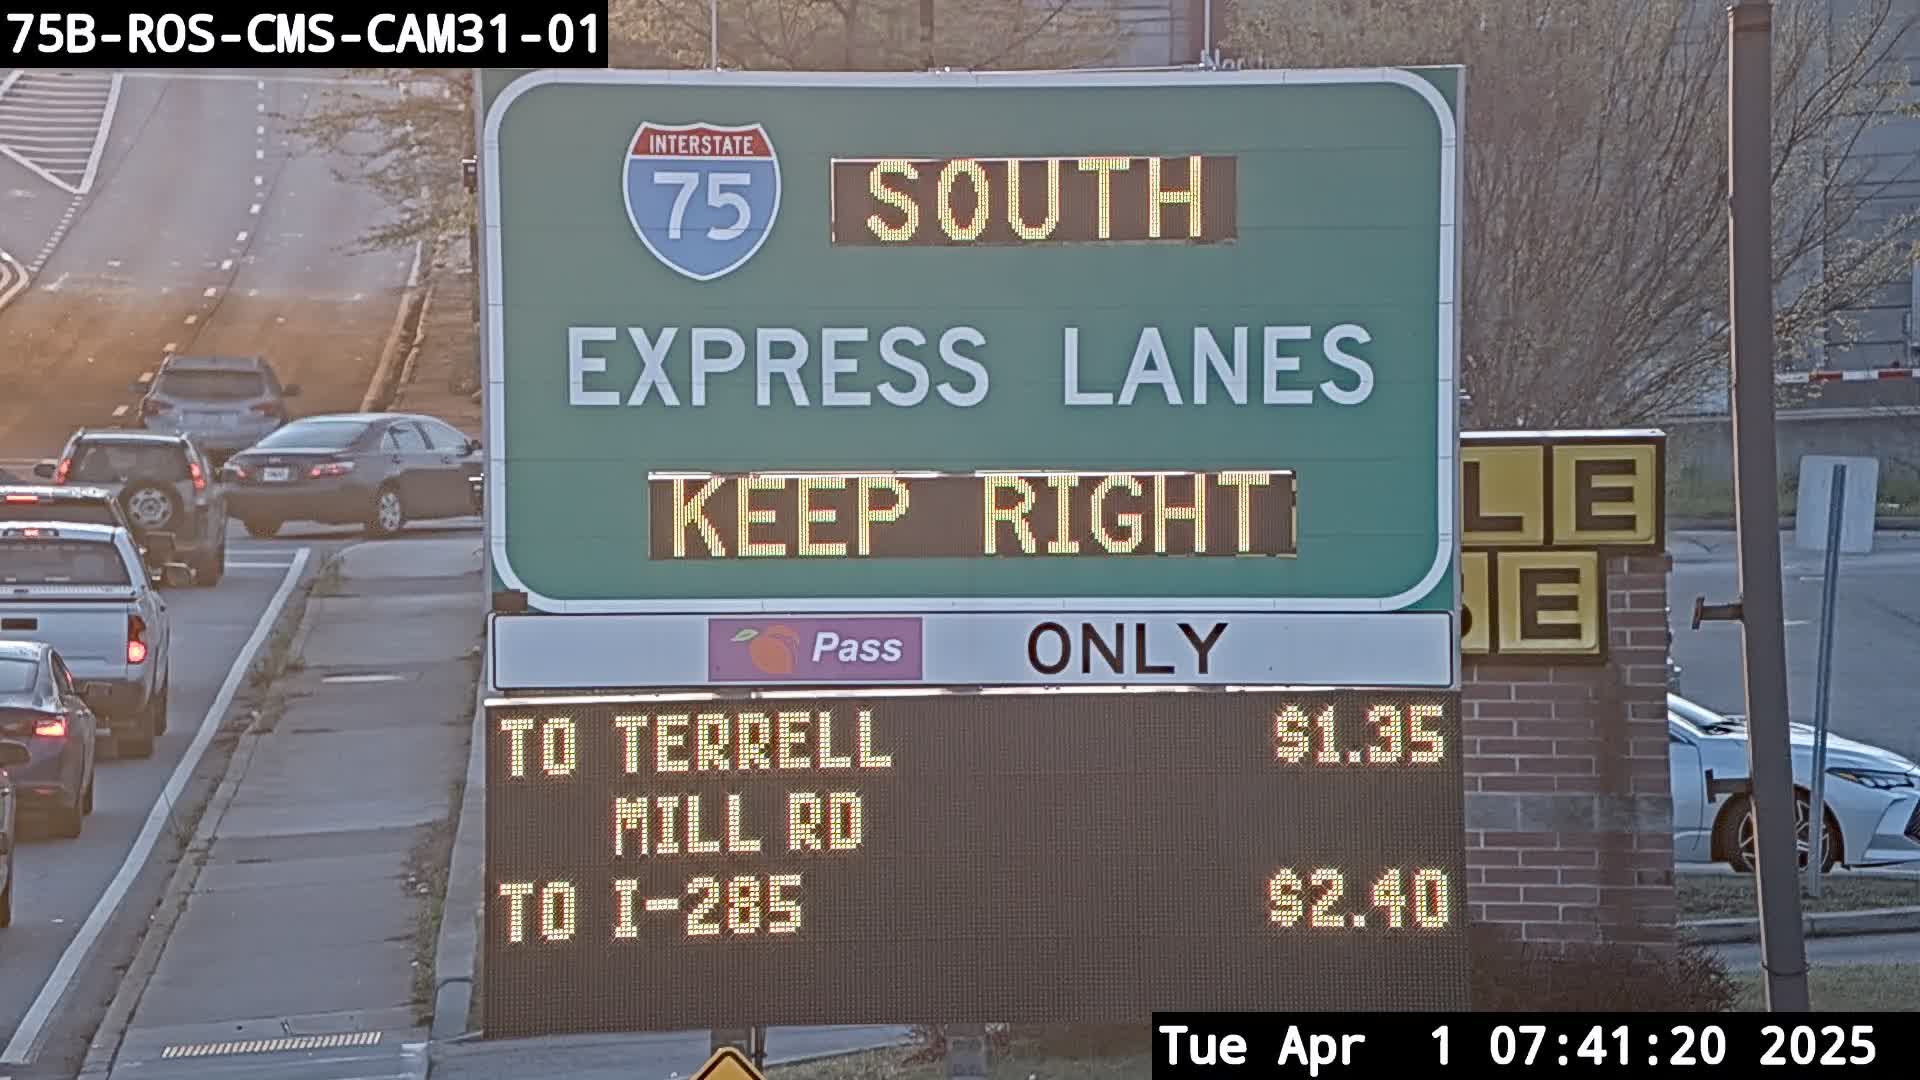 75B-ROS-CMS-CAM31-01
INTERSTATE
75
SOUTH
EXPRESS LANES
KEEP RIGHT
Pass ONLY
TO TERRELL $1.35
MILL RD
TO I-285 $2.40
LE
E
Tue Apr 1 07:41:20 2025